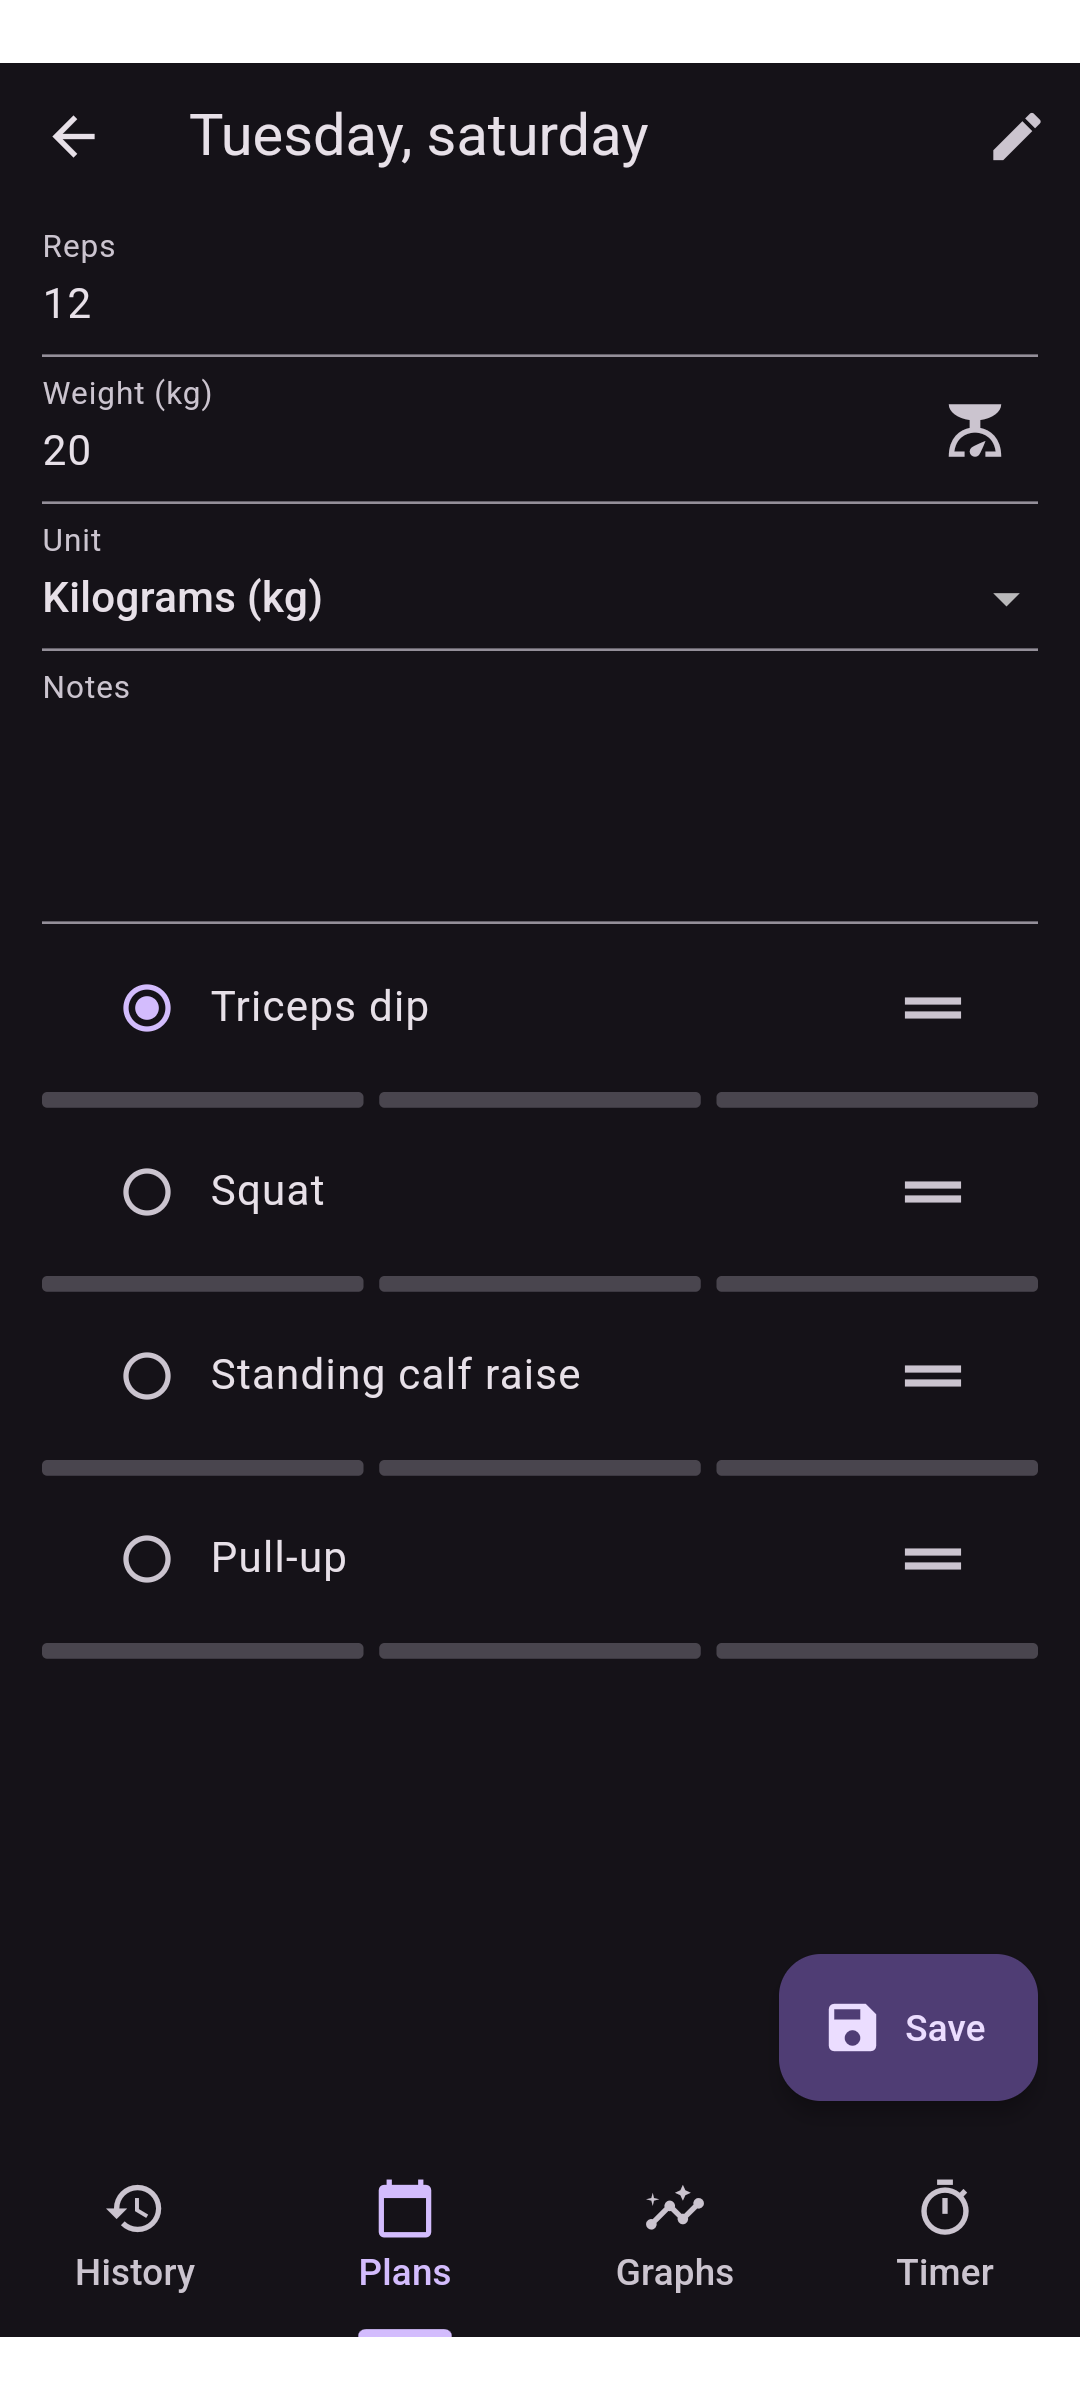 Tuesday, saturday
Reps
12
Weight (kg)
20
Unit
Kilograms (kg)
Notes
Triceps dip
Squat
Standing calf raise
Pull-up
Save
History
Plans
Graphs
Timer